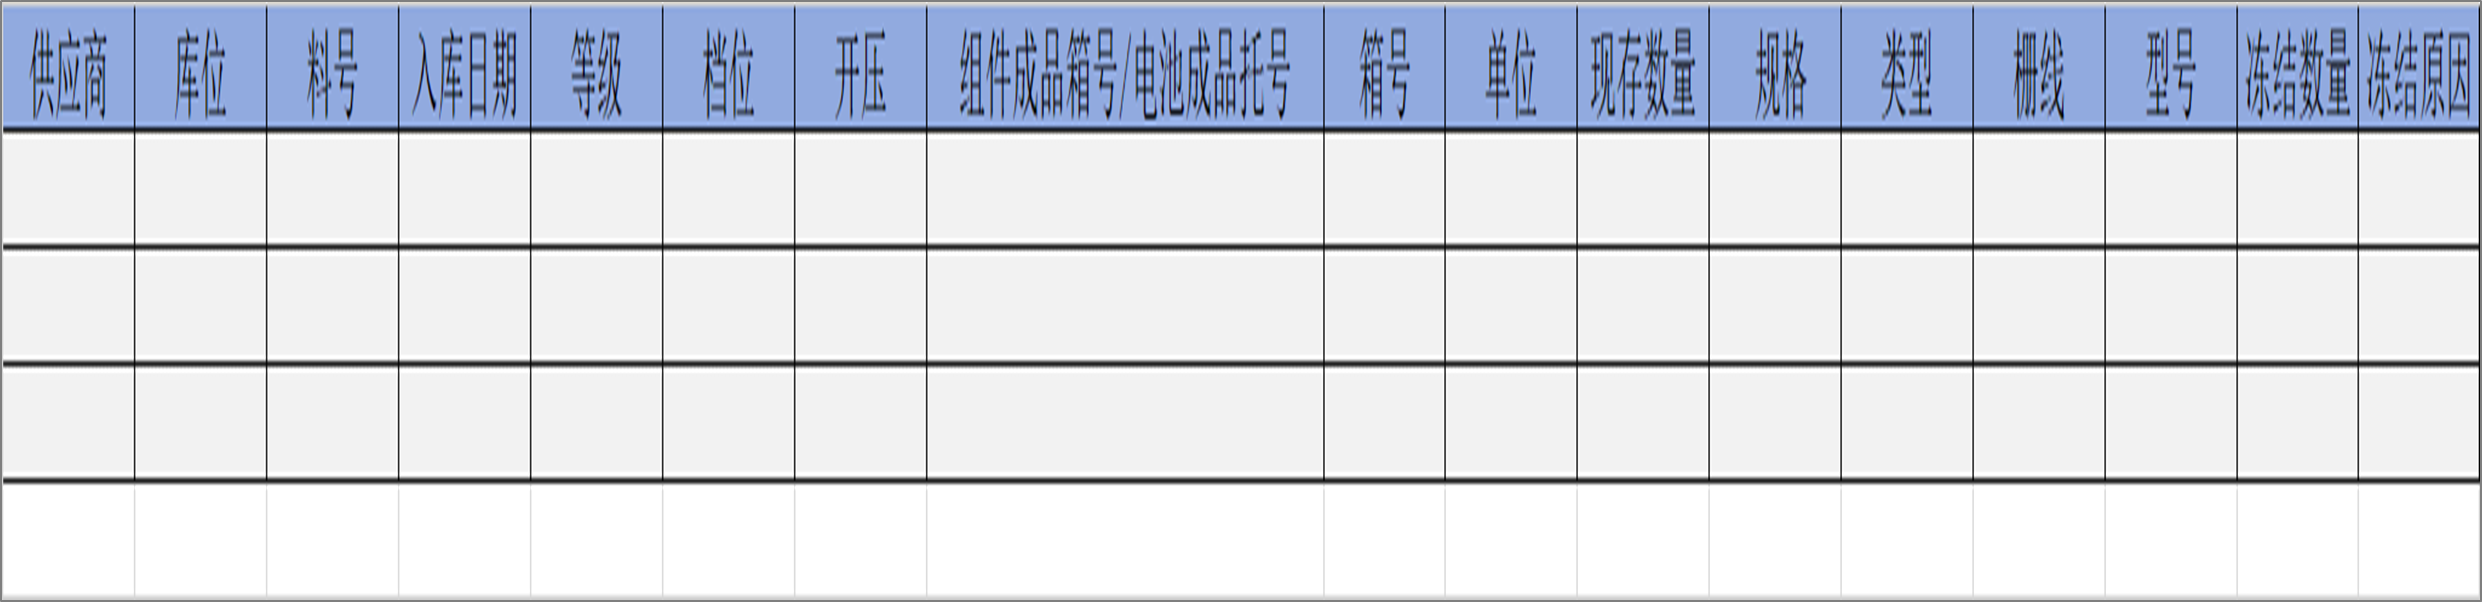 供应商 库位 料号 入库日期 等级 档位 开压 组件成品箱号/电池成品托号 箱号 单位 现存数量 规格 类型 栅线 型号 冻结数量 冻结原因